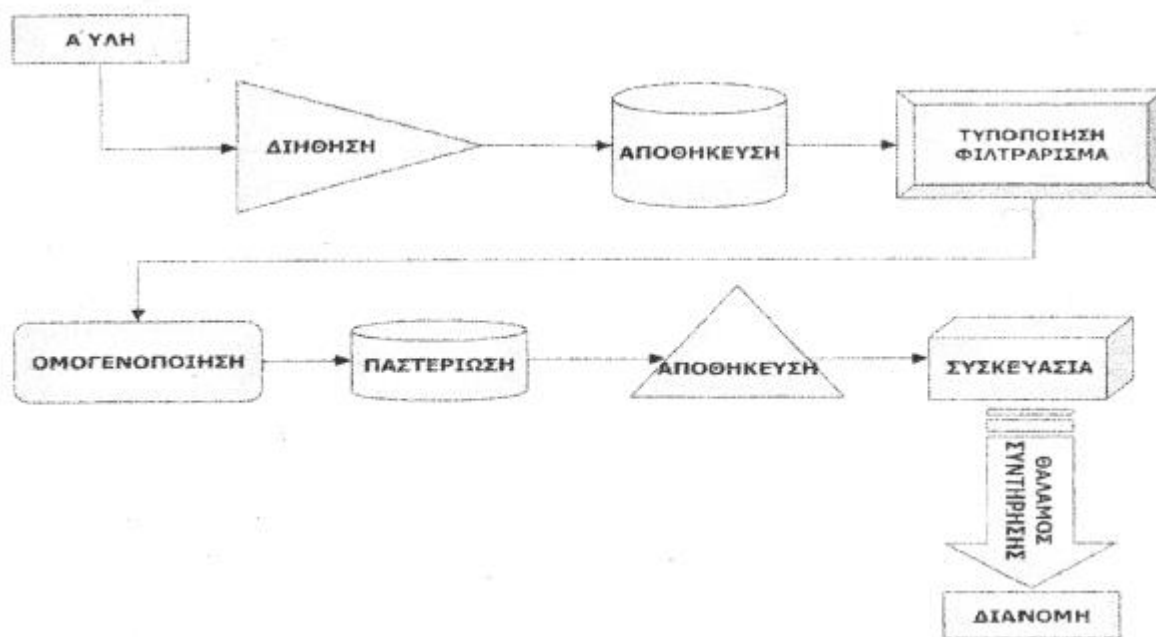 Α΄ΥΛΗ
ΔΙΗΘΗΣΗ
ΑΠΟΘΗΚΕΥΣΗ
ΤΥΠΟΠΟΙΗΣΗ
ΦΙΛΤΡΑΡΙΣΜΑ
ΟΜΟΓΕΝΟΠΟΙΗΣΗ
ΠΑΣΤΕΡΙΩΣΗ
ΑΠΟΘΗΚΕΥΣΗ
ΣΥΣΚΕΥΑΣΙΑ
ΘΑΛΑΜΟΣ
ΣΥΝΤΗΡΗΣΗΣ
ΔΙΑΝΟΜΗ